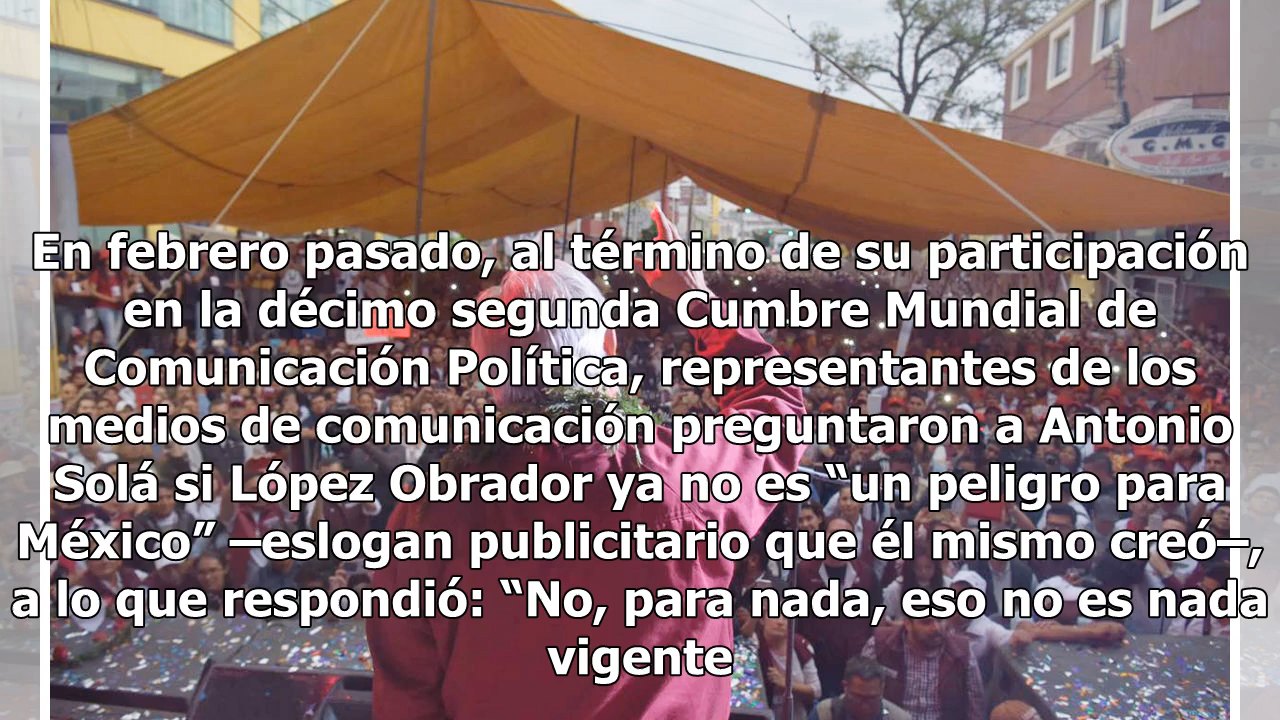 G.M.C
En febrero pasado, al término de su participación
en la décimo segunda Cumbre Mundial de
Comunicación Política, representantes de los
medios de comunicación preguntaron a Antonio
Solá si López Obrador ya no es “un peligro para
México” —eslogan publicitario que él mismo creó—,
a lo que respondió: “No, para nada, eso no es nada
vigente